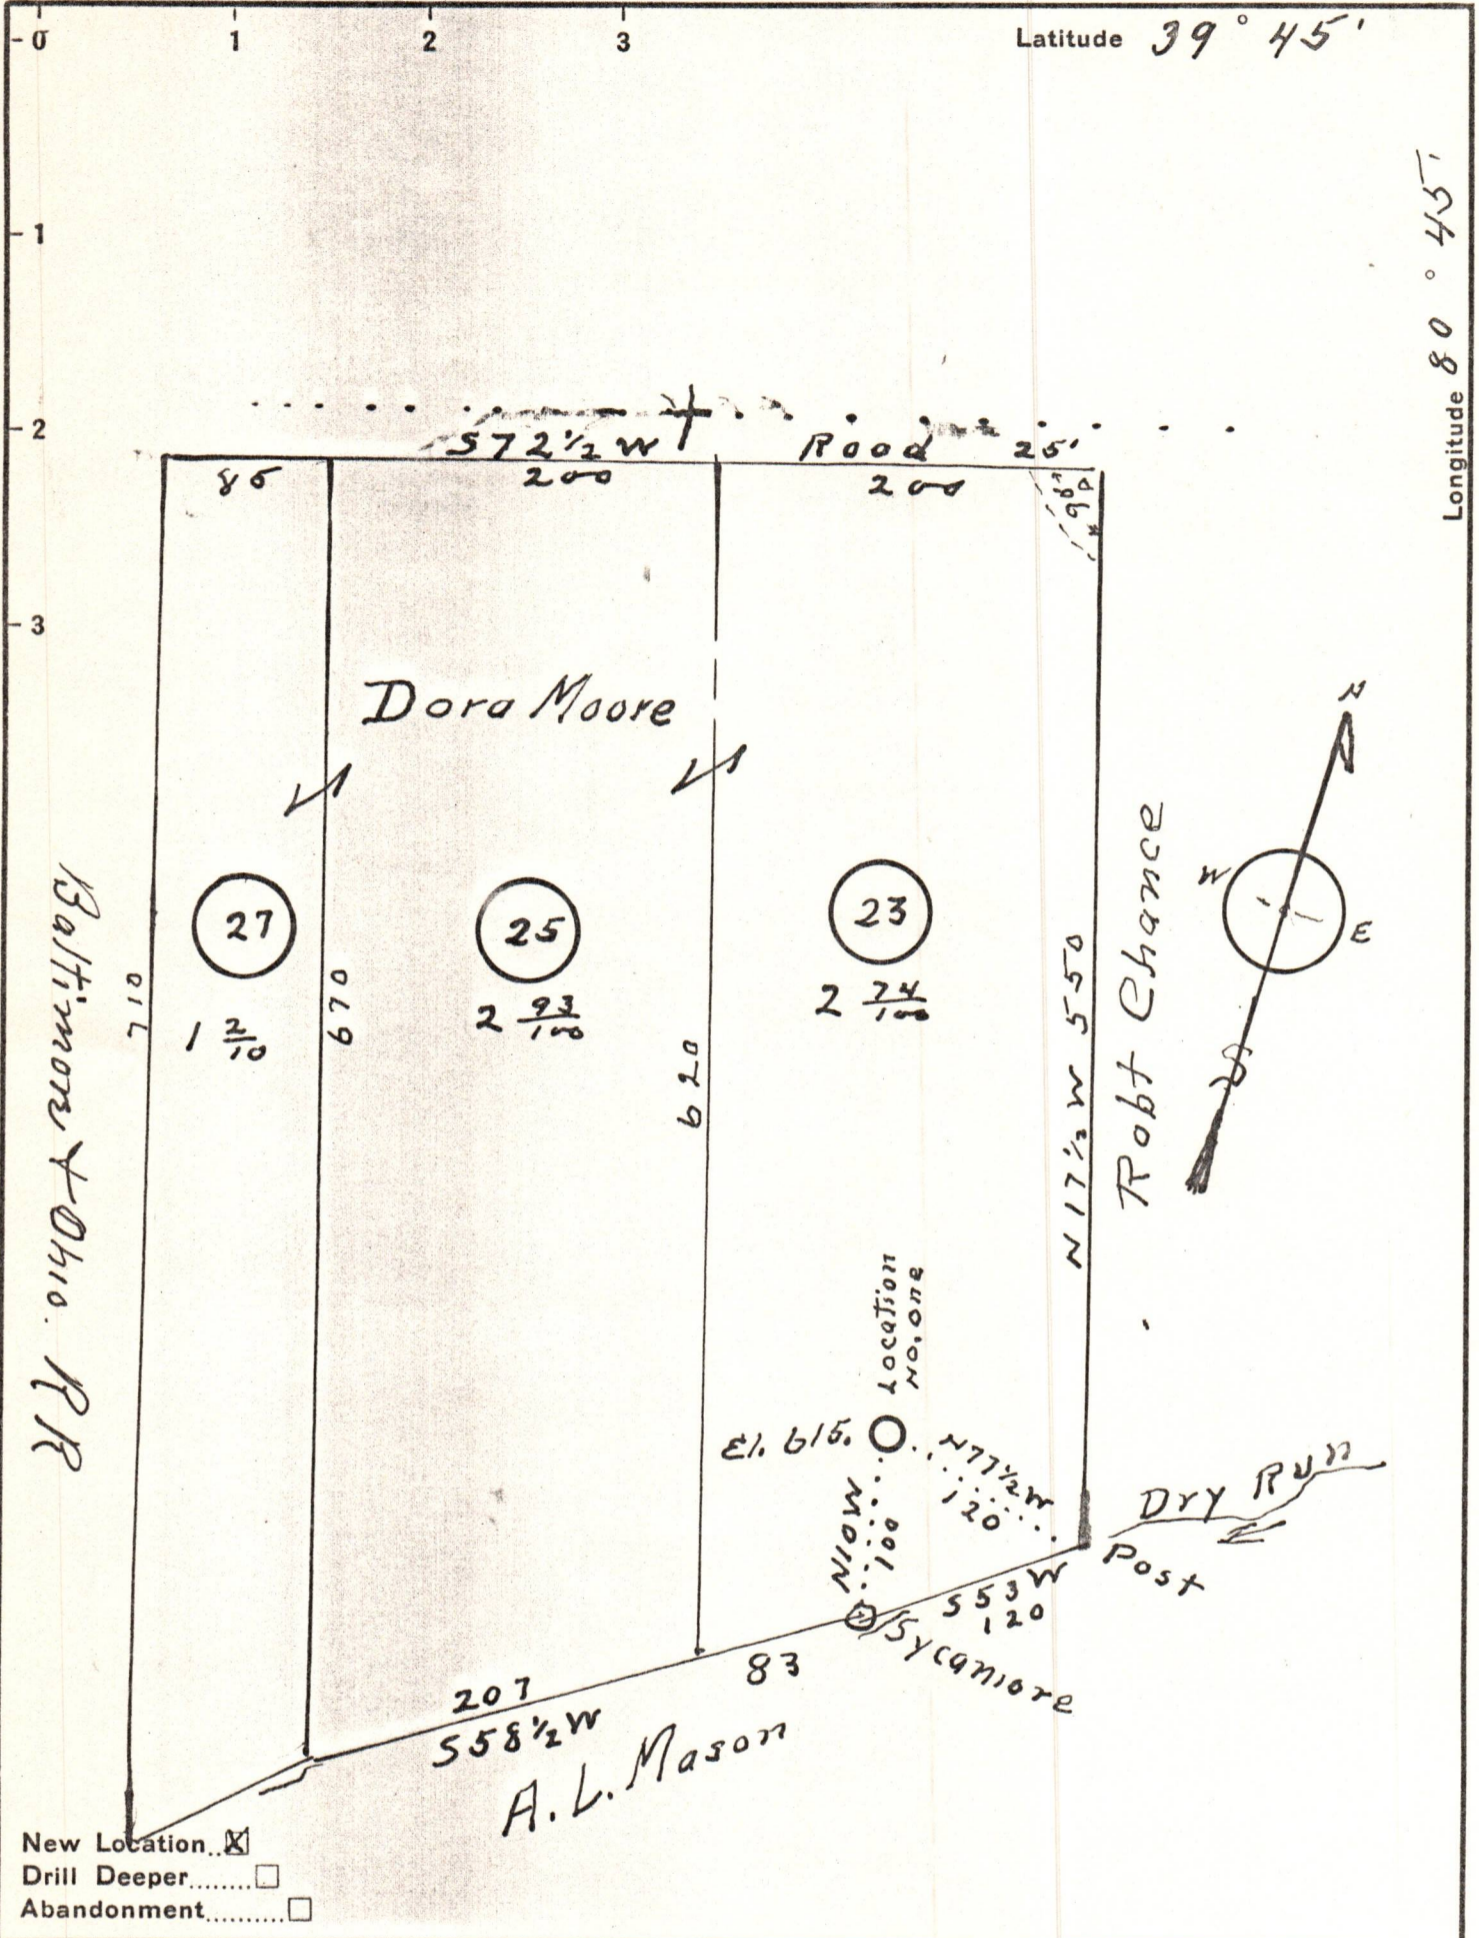 - 0 1 2 3 Latitude 39° 45'
Longitude 80° 45'
- 1
- 2
- 3
S72½W Rood 25'
85 200 200
Dora Moore
27 25 23
1 2/10 2 93/100 2 74/100
710 670 620 N17½W 550
Baltimore + Ohio. RR
Robt Chance
N
W
E
S
Location
No. one
El. 615.
N77½W
120
N10W
100
Dry Run
Post
S53W
120
Sycamore
83
207
S58½W
A. L. Mason
New Location.. X
Drill Deeper........
Abandonment..........